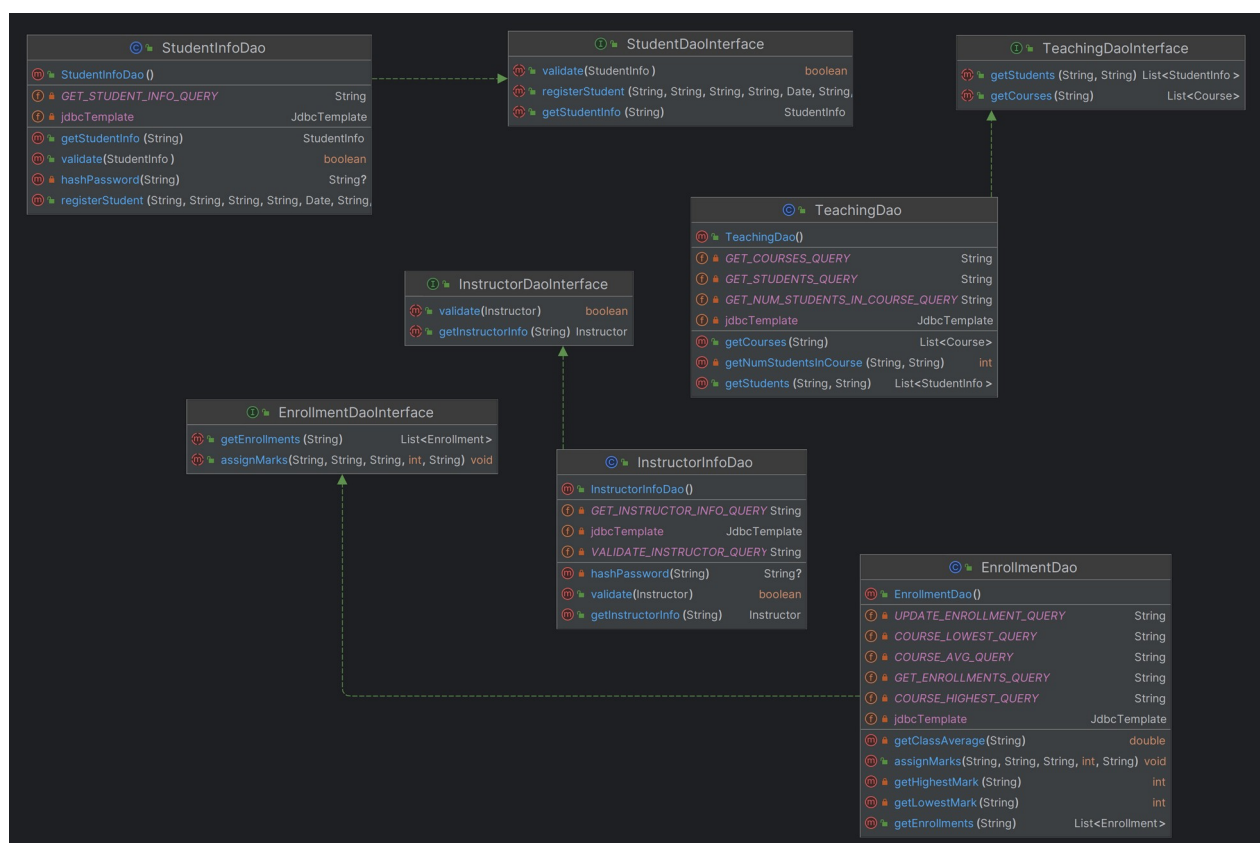 StudentInfoDao
StudentInfoDao()
GET_STUDENT_INFO_QUERY String
jdbcTemplate JdbcTemplate
getStudentInfo (String) StudentInfo
validate(StudentInfo) boolean
hashPassword(String) String?
registerStudent (String, String, String, String, Date, String,
StudentDaoInterface
validate(StudentInfo) boolean
registerStudent (String, String, String, String, Date, String,
getStudentInfo (String) StudentInfo
TeachingDaoInterface
getStudents (String, String) List<StudentInfo>
getCourses(String) List<Course>
TeachingDao
TeachingDao()
GET_COURSES_QUERY String
GET_STUDENTS_QUERY String
GET_NUM_STUDENTS_IN_COURSE_QUERY String
jdbcTemplate JdbcTemplate
getCourses(String) List<Course>
getNumStudentsInCourse (String, String) int
getStudents (String, String) List<StudentInfo>
InstructorDaoInterface
validate(Instructor) boolean
getInstructorInfo (String) Instructor
EnrollmentDaoInterface
getEnrollments (String) List<Enrollment>
assignMarks(String, String, String, int, String) void
InstructorInfoDao
InstructorInfoDao()
GET_INSTRUCTOR_INFO_QUERY String
jdbcTemplate JdbcTemplate
VALIDATE_INSTRUCTOR_QUERY String
hashPassword(String) String?
validate(Instructor) boolean
getInstructorInfo (String) Instructor
EnrollmentDao
EnrollmentDao()
UPDATE_ENROLLMENT_QUERY String
COURSE_LOWEST_QUERY String
COURSE_AVG_QUERY String
GET_ENROLLMENTS_QUERY String
COURSE_HIGHEST_QUERY String
jdbcTemplate JdbcTemplate
getClassAverage(String) double
assignMarks(String, String, String, int, String) void
getHighestMark (String) int
getLowestMark (String) int
getEnrollments (String) List<Enrollment>